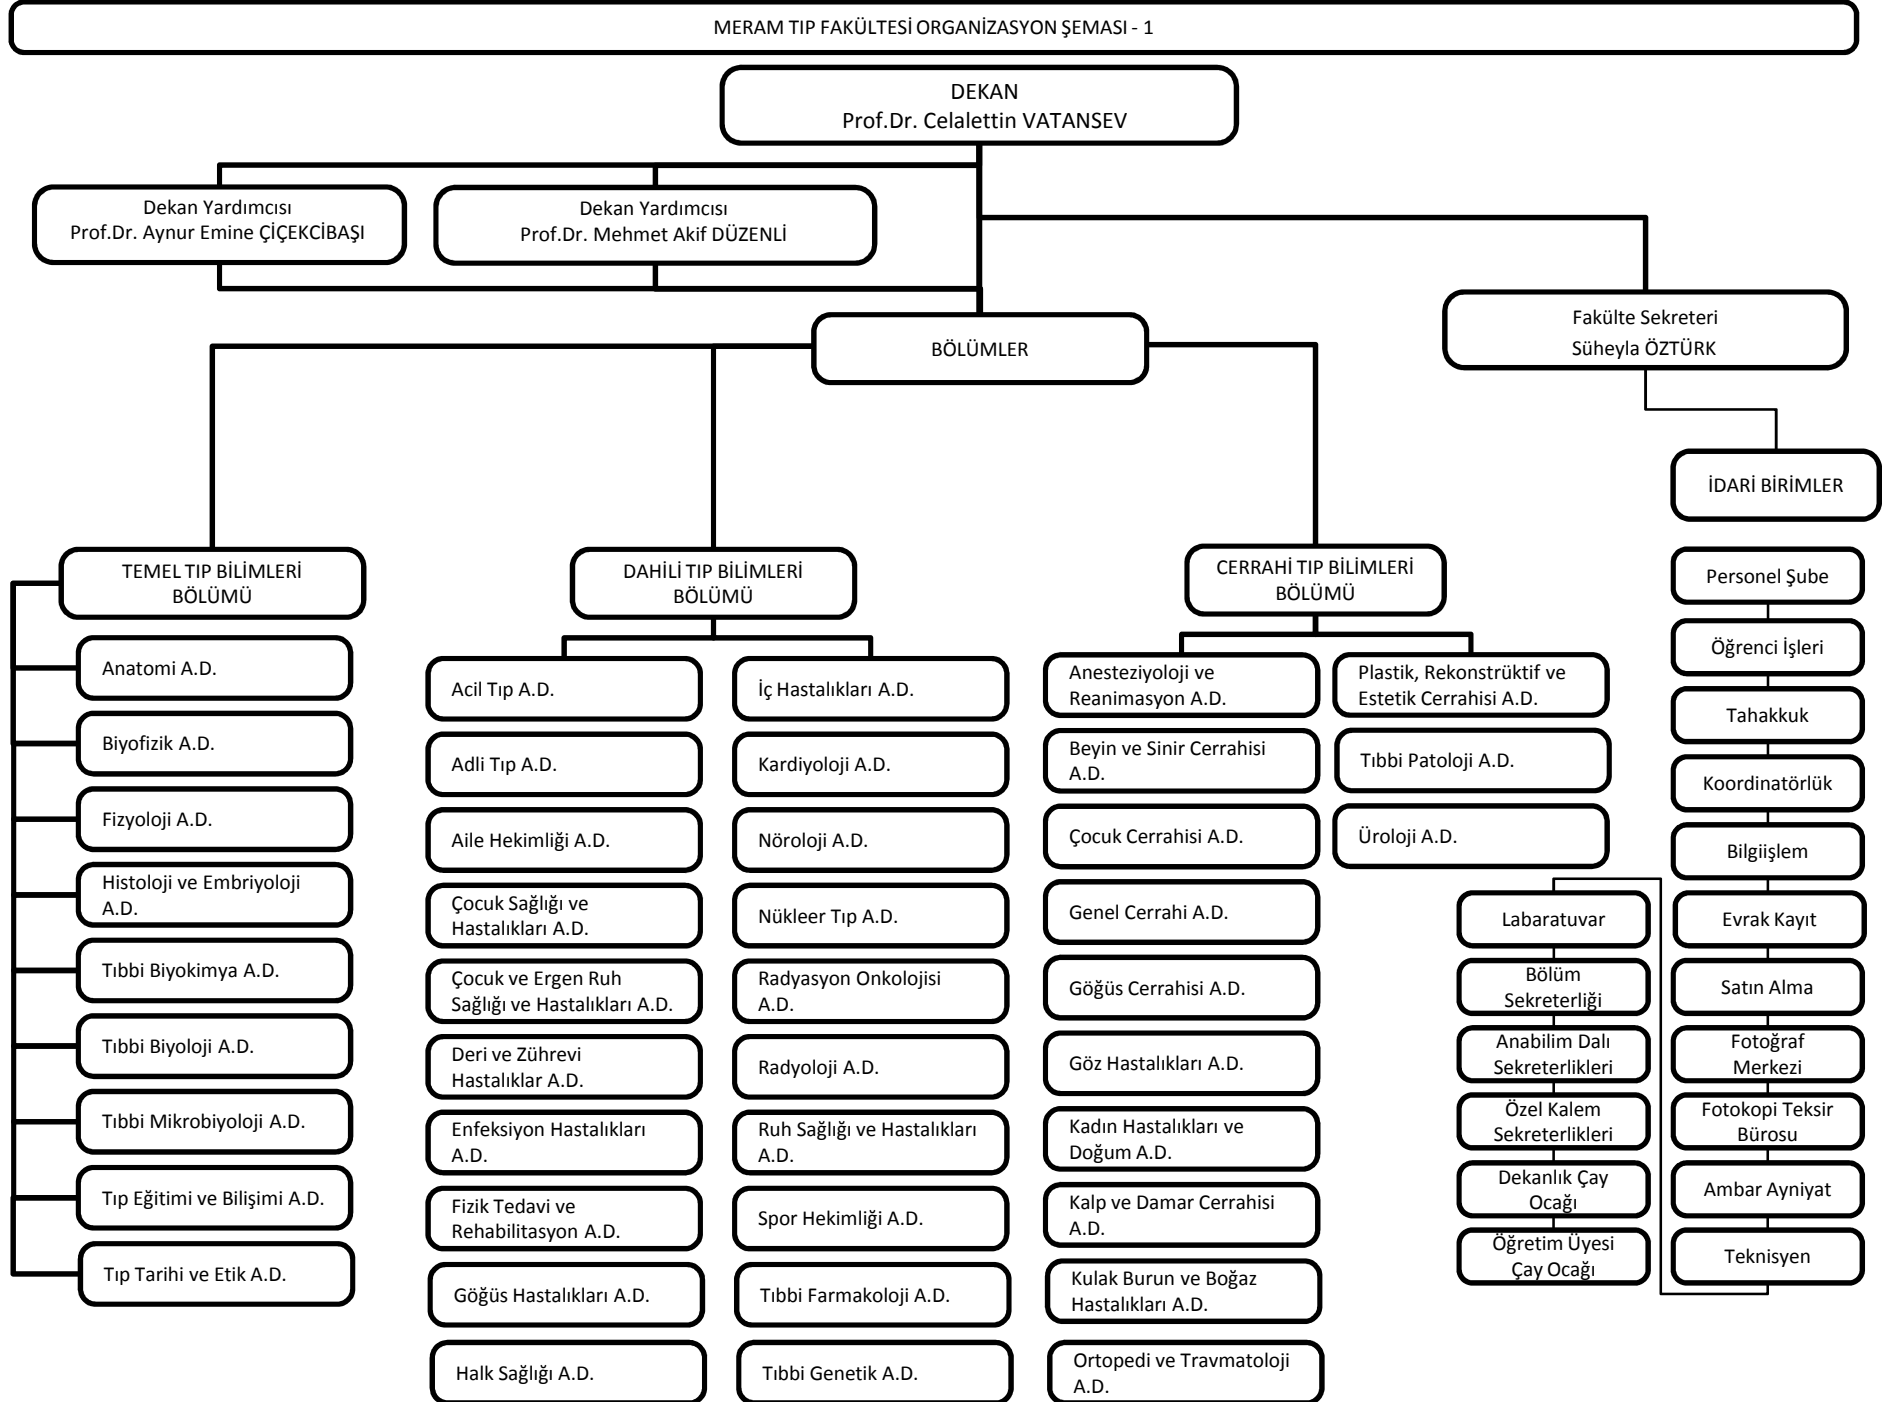 MERAM TIP FAKÜLTESİ ORGANİZASYON ŞEMASI - 1
DEKAN
Prof.Dr. Celalettin VATANSEV
Dekan Yardımcısı
Prof.Dr. Aynur Emine ÇİÇEKCİBAŞI
Dekan Yardımcısı
Prof.Dr. Mehmet Akif DÜZENLİ
Fakülte Sekreteri
Süheyla ÖZTÜRK
BÖLÜMLER
İDARİ BİRİMLER
TEMEL TIP BİLİMLERİ
BÖLÜMÜ
Anatomi A.D.
Biyofizik A.D.
Fizyoloji A.D.
Histoloji ve Embriyoloji
A.D.
Tıbbi Biyokimya A.D.
Tıbbi Biyoloji A.D.
Tıbbi Mikrobiyoloji A.D.
Tıp Eğitimi ve Bilişimi A.D.
Tıp Tarihi ve Etik A.D.
DAHİLİ TIP BİLİMLERİ
BÖLÜMÜ
Acil Tıp A.D.
Adli Tıp A.D.
Aile Hekimliği A.D.
Çocuk Sağlığı ve
Hastalıkları A.D.
Çocuk ve Ergen Ruh
Sağlığı ve Hastalıkları A.D.
Deri ve Zührevi
Hastalıklar A.D.
Enfeksiyon Hastalıkları
A.D.
Fizik Tedavi ve
Rehabilitasyon A.D.
Göğüs Hastalıkları A.D.
Halk Sağlığı A.D.
İç Hastalıkları A.D.
Kardiyoloji A.D.
Nöroloji A.D.
Nükleer Tıp A.D.
Radyasyon Onkolojisi
A.D.
Radyoloji A.D.
Ruh Sağlığı ve Hastalıkları
A.D.
Spor Hekimliği A.D.
Tıbbi Farmakoloji A.D.
Tıbbi Genetik A.D.
CERRAHİ TIP BİLİMLERİ
BÖLÜMÜ
Anesteziyoloji ve
Reanimasyon A.D.
Beyin ve Sinir Cerrahisi
A.D.
Çocuk Cerrahisi A.D.
Genel Cerrahi A.D.
Göğüs Cerrahisi A.D.
Göz Hastalıkları A.D.
Kadın Hastalıkları ve
Doğum A.D.
Kalp ve Damar Cerrahisi
A.D.
Kulak Burun ve Boğaz
Hastalıkları A.D.
Ortopedi ve Travmatoloji
A.D.
Plastik, Rekonstrüktif ve
Estetik Cerrahisi A.D.
Tıbbi Patoloji A.D.
Üroloji A.D.
Personel Şube
Öğrenci İşleri
Tahakkuk
Koordinatörlük
Bilgiişlem
Evrak Kayıt
Satın Alma
Fotoğraf
Merkezi
Fotokopi Teksir
Bürosu
Ambar Ayniyat
Teknisyen
Labaratuvar
Bölüm
Sekreterliği
Anabilim Dalı
Sekreterlikleri
Özel Kalem
Sekreterlikleri
Dekanlık Çay
Ocağı
Öğretim Üyesi
Çay Ocağı